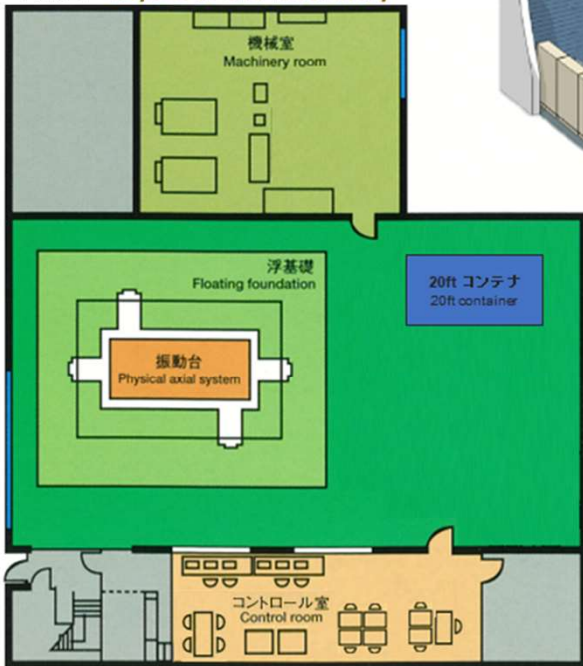 機械室
Machinery room
浮基礎
Floating foundation
20ft コンテナ
20ft container
振動台
Physical axial system
コントロール室
Control room